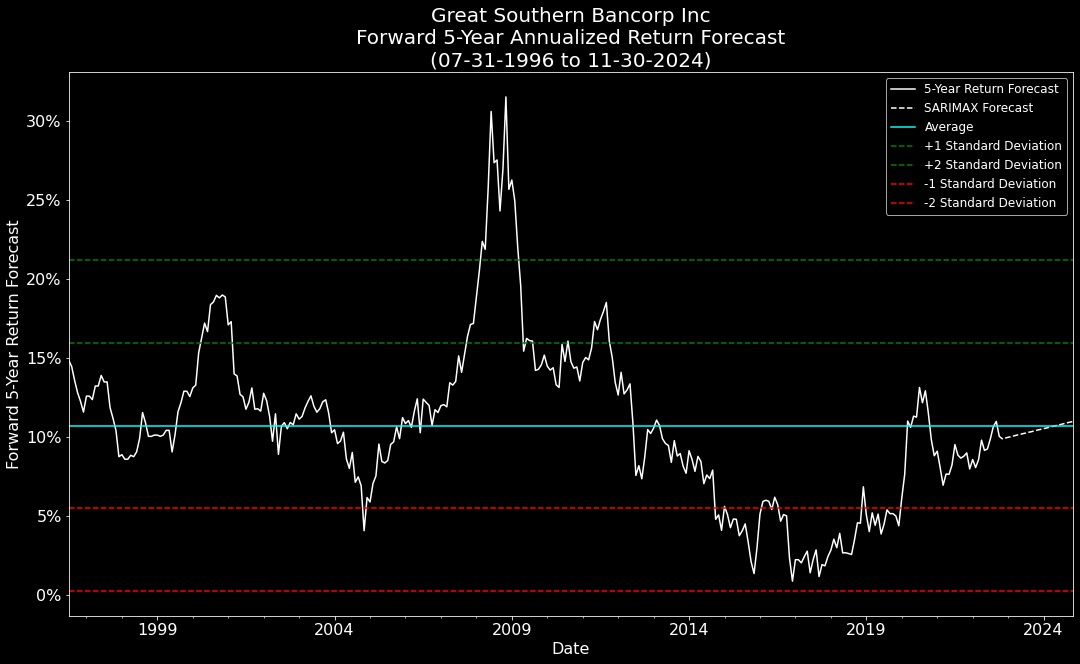 Great Southern Bancorp Inc
Forward 5-Year Annualized Return Forecast
(07-31-1996 to 11-30-2024)
5-Year Return Forecast
SARIMAX Forecast
Average
+1 Standard Deviation
+2 Standard Deviation
-1 Standard Deviation
-2 Standard Deviation
Forward 5-Year Return Forecast
30%
25%
20%
15%
10%
5%
0%
1999 2004 2009 2014 2019 2024
Date